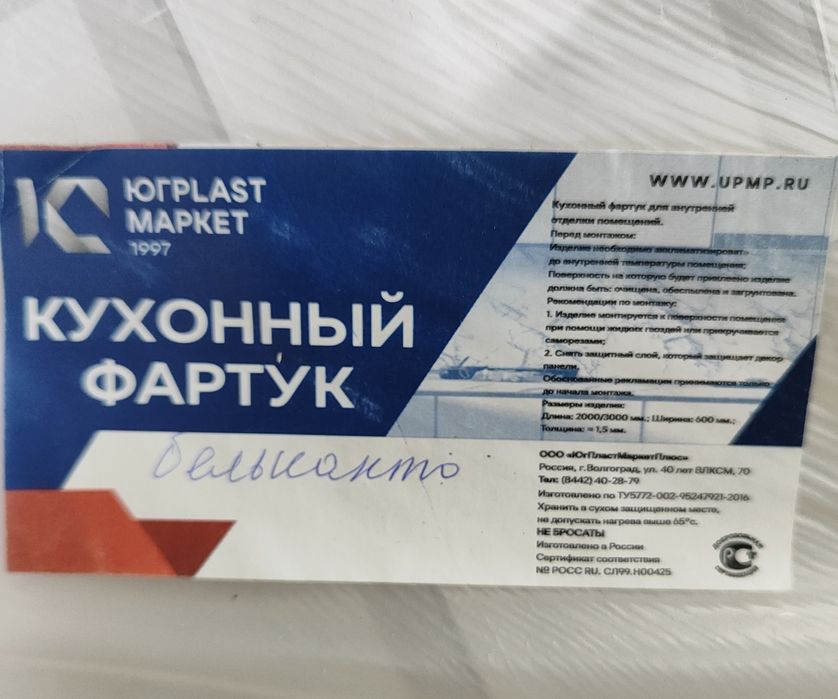 ЮГPLAST
МАРКЕТ
1997
КУХОННЫЙ
ФАРТУК
бельканто
WWW.UPMP.RU
Кухонный фартук для внутренней
отделки помещений.
Перед монтажом:
Изделие необходимо акклиматизировать
до внутренней температуры помещения;
Поверхность на которую будет приклеено изделие
должна быть: очищена, обеспылена и загрунтована.
Рекомендации по монтажу:
1. Изделие монтируется к поверхности помещения
при помощи жидких гвоздей или прикручивается
саморезами;
2. Снять защитный слой, который защищает декор
панели.
Обоснованные рекламации принимаются только
до начала монтажа.
Размеры изделия:
Длина: 2000/3000 мм.; Ширина: 600 мм.;
Толщина: ≈ 1,5 мм.
ООО «ЮгПластМаркетПлюс»
Россия, г.Волгоград, ул. 40 лет ВЛКСМ, 70
Тел: (8442) 40-28-79
Изготовлено по ТУ5772-002-95247921-2016
Хранить в сухом защищенном месте,
не допускать нагрева выше 65°с.
НЕ БРОСАТЬ!
Изготовлено в России
Сертификат соответствия
№ РОСС RU. СЛ99.Н00425
ДОБРОВОЛЬНАЯ
СЕРТИФИКАЦИЯ